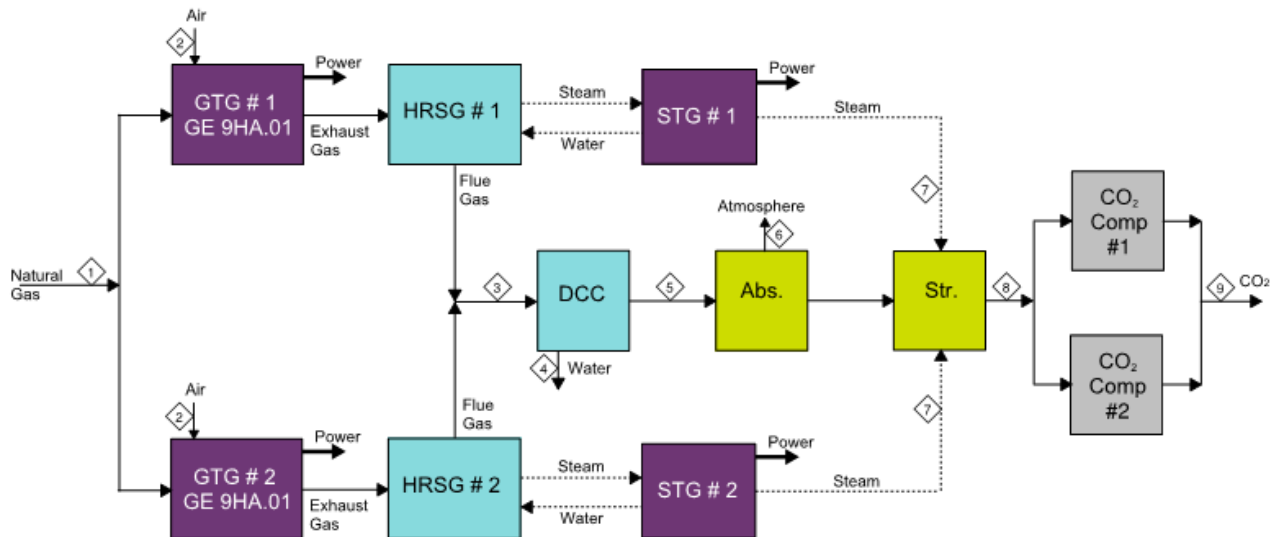 Air
2
Power
GTG # 1
GE 9HA.01
Exhaust
Gas
HRSG # 1
Steam
Water
STG # 1
Power
Steam
7
Flue
Gas
Natural
Gas
1
3
DCC
4
Water
5
Atmosphere
6
Abs.
Str.
8
CO₂
Comp
#1
CO₂
Comp
#2
9
CO₂
Air
2
Power
GTG # 2
GE 9HA.01
Exhaust
Gas
Flue
Gas
HRSG # 2
Steam
Water
STG # 2
Power
Steam
7